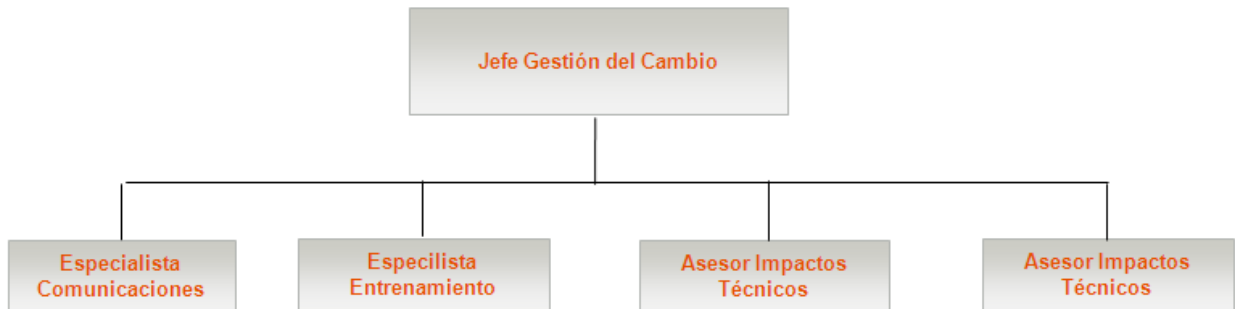 Jefe Gestión del Cambio
Especialista
Comunicaciones
Especilista
Entrenamiento
Asesor Impactos
Técnicos
Asesor Impactos
Técnicos